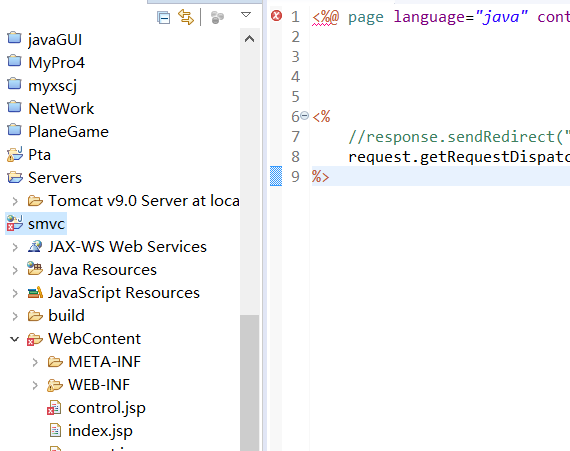 javaGUI
MyPro4
myxscj
NetWork
PlaneGame
Pta
Servers
Tomcat v9.0 Server at loca
smvc
JAX-WS Web Services
Java Resources
JavaScript Resources
build
WebContent
META-INF
WEB-INF
control.jsp
index.jsp
1 <%@ page language="java" cont
2
3
4
5
6 <%
7 //response.sendRedirect("
8 request.getRequestDispatc
9 %>